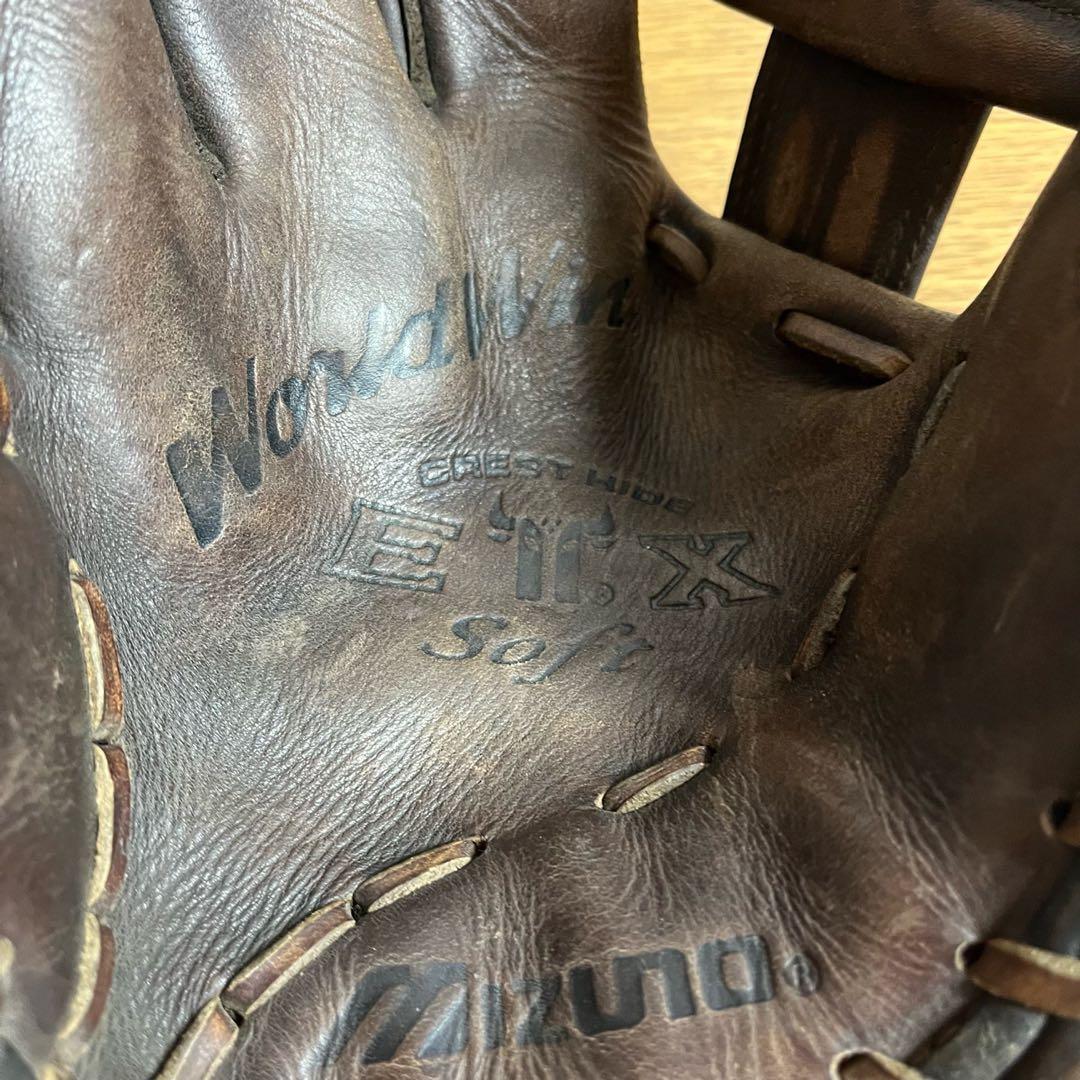 WorldWin
CREST HIDE
E.T.X
Soft
Mizuno®